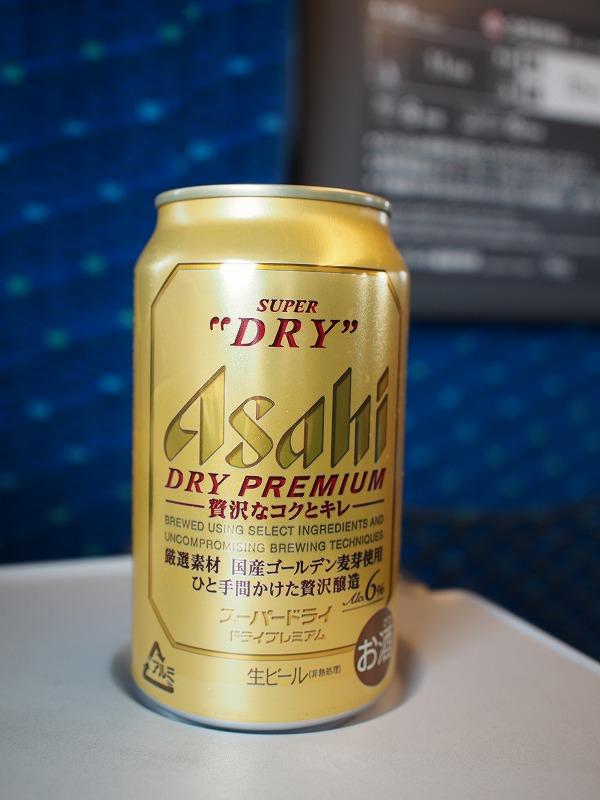 SUPER
"DRY"
Asahi
DRY PREMIUM
贅沢なコクとキレ
BREWED USING SELECT INGREDIENTS AND
UNCOMPROMISING BREWING TECHNIQUES
厳選素材 国産ゴールデン麦芽使用
ひと手間かけた贅沢醸造
Alc.6%
スーパードライ
ドライプレミアム
お酒
アルミ
生ビール(非熱処理)